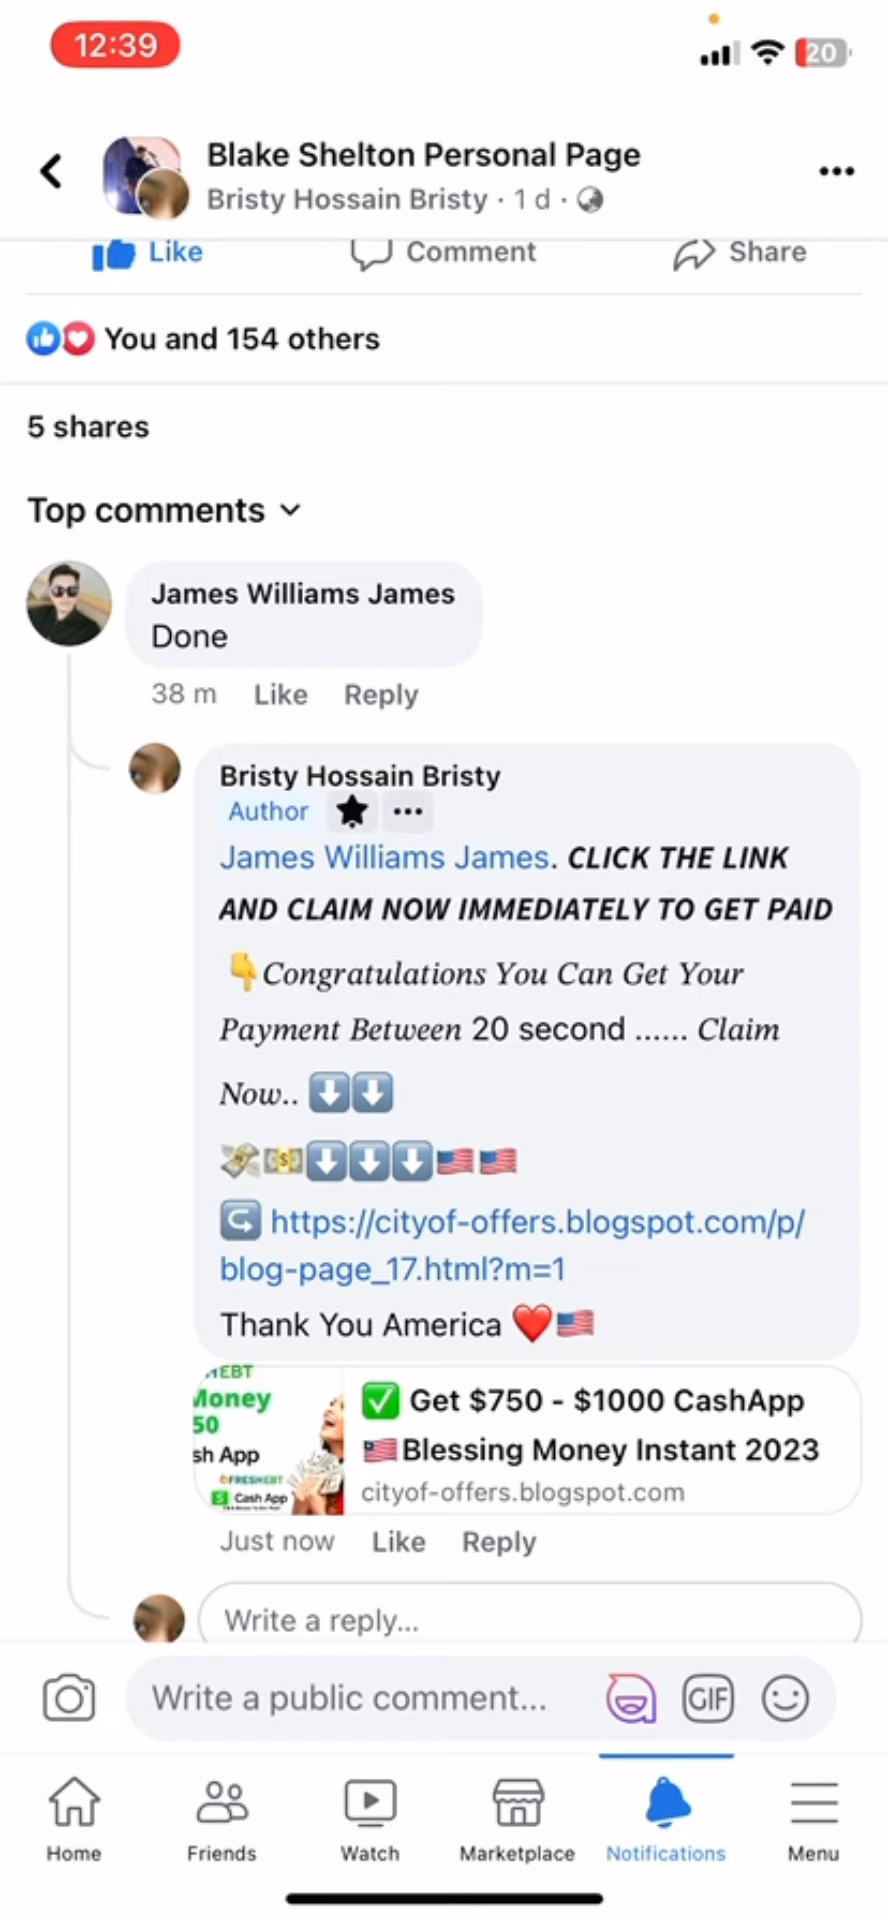 12:39
20
Blake Shelton Personal Page
Bristy Hossain Bristy · 1 d ·
Like Comment Share
You and 154 others
5 shares
Top comments
James Williams James
Done
38 m Like Reply
Bristy Hossain Bristy
Author
James Williams James. CLICK THE LINK
AND CLAIM NOW IMMEDIATELY TO GET PAID
👇Congratulations You Can Get Your
Payment Between 20 second ...... Claim
Now.. ⬇️⬇️
💸💵⬇️⬇️⬇️🇺🇸🇺🇸
↪️ https://cityof-offers.blogspot.com/p/
blog-page_17.html?m=1
Thank You America ❤️🇺🇸
HEBT
Money
50
sh App
FRESHEBT
Cash App
✅ Get $750 - $1000 CashApp
🇺🇸Blessing Money Instant 2023
cityof-offers.blogspot.com
Just now Like Reply
Write a reply...
Write a public comment...
GIF
Home Friends Watch Marketplace Notifications Menu